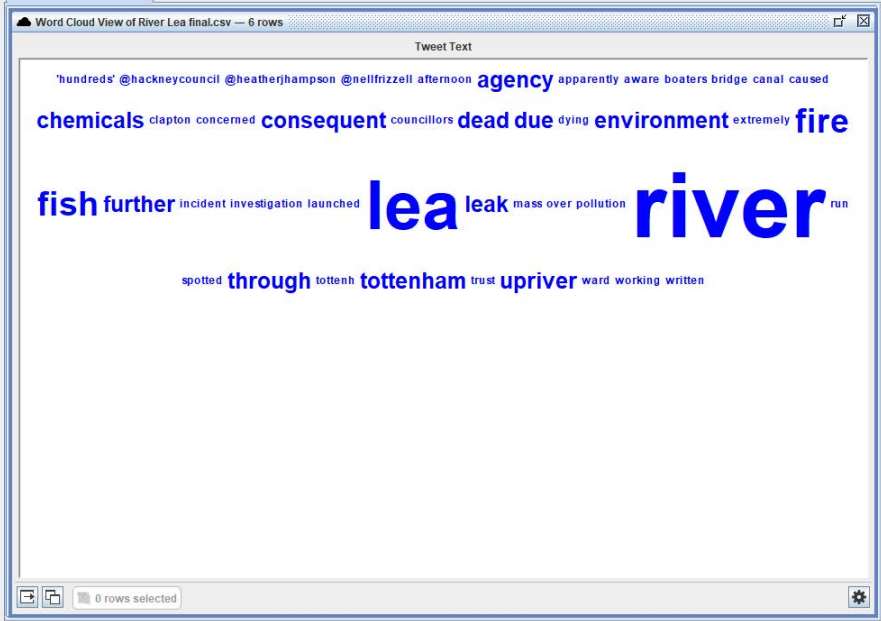 Word Cloud View of River Lea final.csv — 6 rows
Tweet Text
'hundreds' @hackneycouncil @heatherjhampson @nellfrizzell afternoon agency apparently aware boaters bridge canal caused
chemicals clapton concerned consequent councillors dead due dying environment extremely fire
fish further incident investigation launched lea leak mass over pollution river run
spotted through tottenh tottenham trust upriver ward working written
0 rows selected